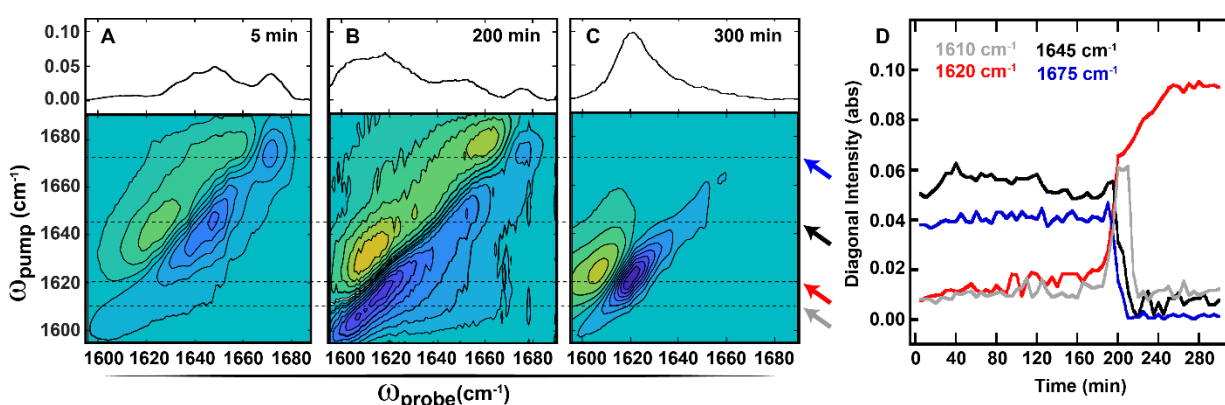 A 5 min
B 200 min
C 300 min
D
0.10
0.05
0.00
1680
1660
1640
1620
1600
ωpump (cm⁻¹)
1600 1620 1640 1660 1680
1600 1620 1640 1660 1680
1600 1620 1640 1660 1680
ωprobe(cm⁻¹)
1610 cm⁻¹ 1645 cm⁻¹
1620 cm⁻¹ 1675 cm⁻¹
Diagonal Intensity (abs)
0.10
0.08
0.06
0.04
0.02
0.00
0 40 80 120 160 200 240 280
Time (min)